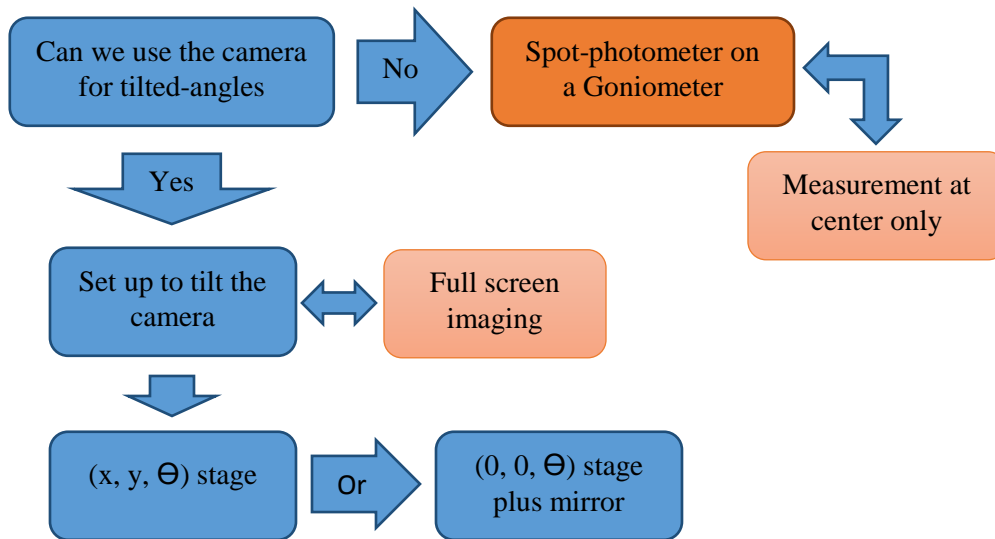 Can we use the camera
for tilted-angles
No
Spot-photometer on
a Goniometer
Yes
Measurement at
center only
Set up to tilt the
camera
Full screen
imaging
(x, y, ϴ) stage
Or
(0, 0, ϴ) stage
plus mirror